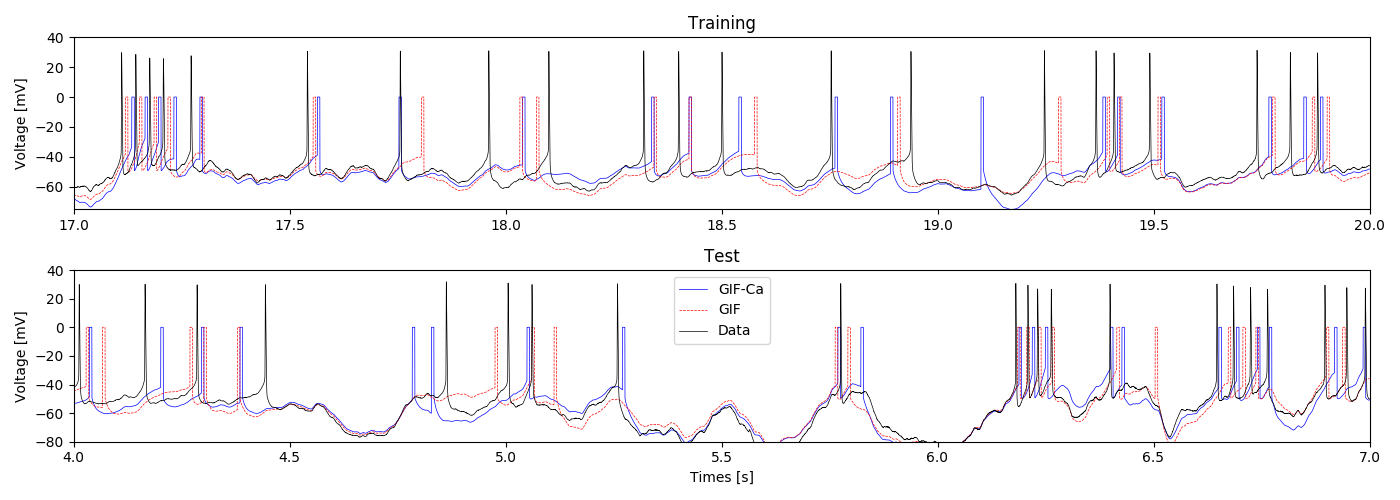 Training
Voltage [mV]
40
20
0
−20
−40
−60
17.0 17.5 18.0 18.5 19.0 19.5 20.0
Test
Voltage [mV]
40
20
0
−20
−40
−60
−80
GIF-Ca
GIF
Data
4.0 4.5 5.0 5.5 6.0 6.5 7.0
Times [s]